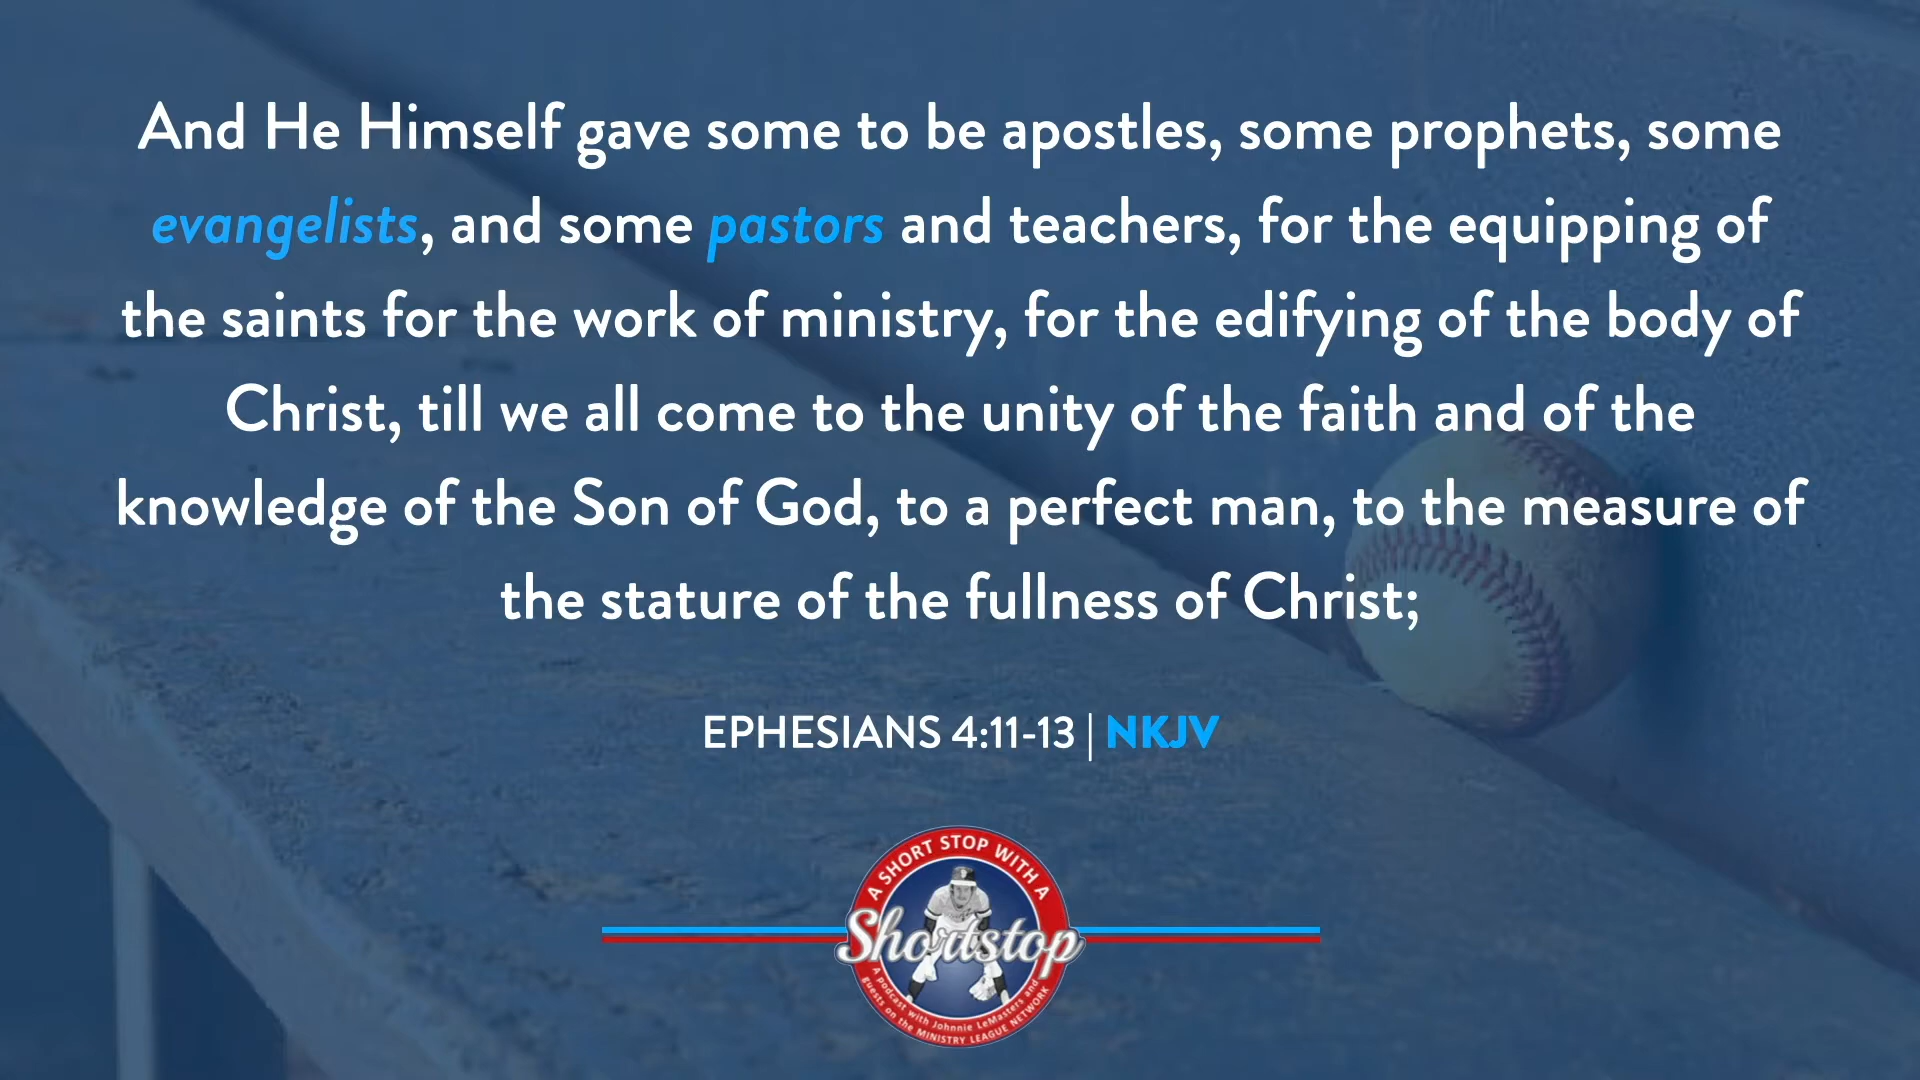 And He Himself gave some to be apostles, some prophets, some
evangelists, and some pastors and teachers, for the equipping of
the saints for the work of ministry, for the edifying of the body of
Christ, till we all come to the unity of the faith and of the
knowledge of the Son of God, to a perfect man, to the measure of
the stature of the fullness of Christ;
EPHESIANS 4:11-13 | NKJV
A SHORT STOP WITH A
Shortstop
A podcast with Johnnie LeMasters and
guests on the MINISTRY LEAGUE NETWORK